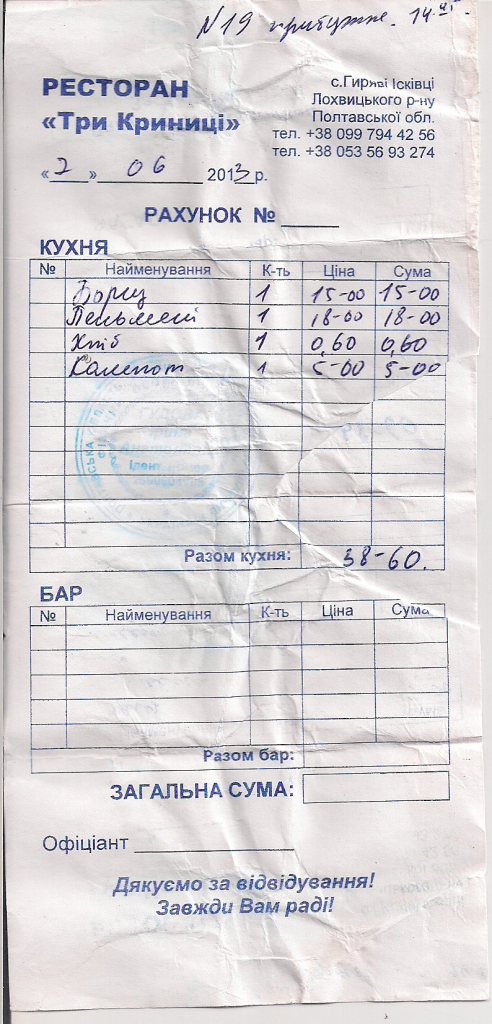 N19 14
РЕСТОРАН
«Три Криниці»
с.Гиряві Ісківці
Лохвицького р-ну
Полтавської обл.
тел. +38 099 794 42 56
тел. +38 053 56 93 274
«2» 06 2013 р.
РАХУНОК №
КУХНЯ
№ Найменування К-ть Ціна Сума
Борщ 1 15-00 15-00
Пельмені 1 18-00 18-00
Хліб 1 0,60 0,60
Компот 1 5-00 5-00
Разом кухня: 38-60.
БАР
№ Найменування К-ть Ціна Сума
Разом бар:
ЗАГАЛЬНА СУМА:
Офіціант
Дякуємо за відвідування!
Завжди Вам раді!